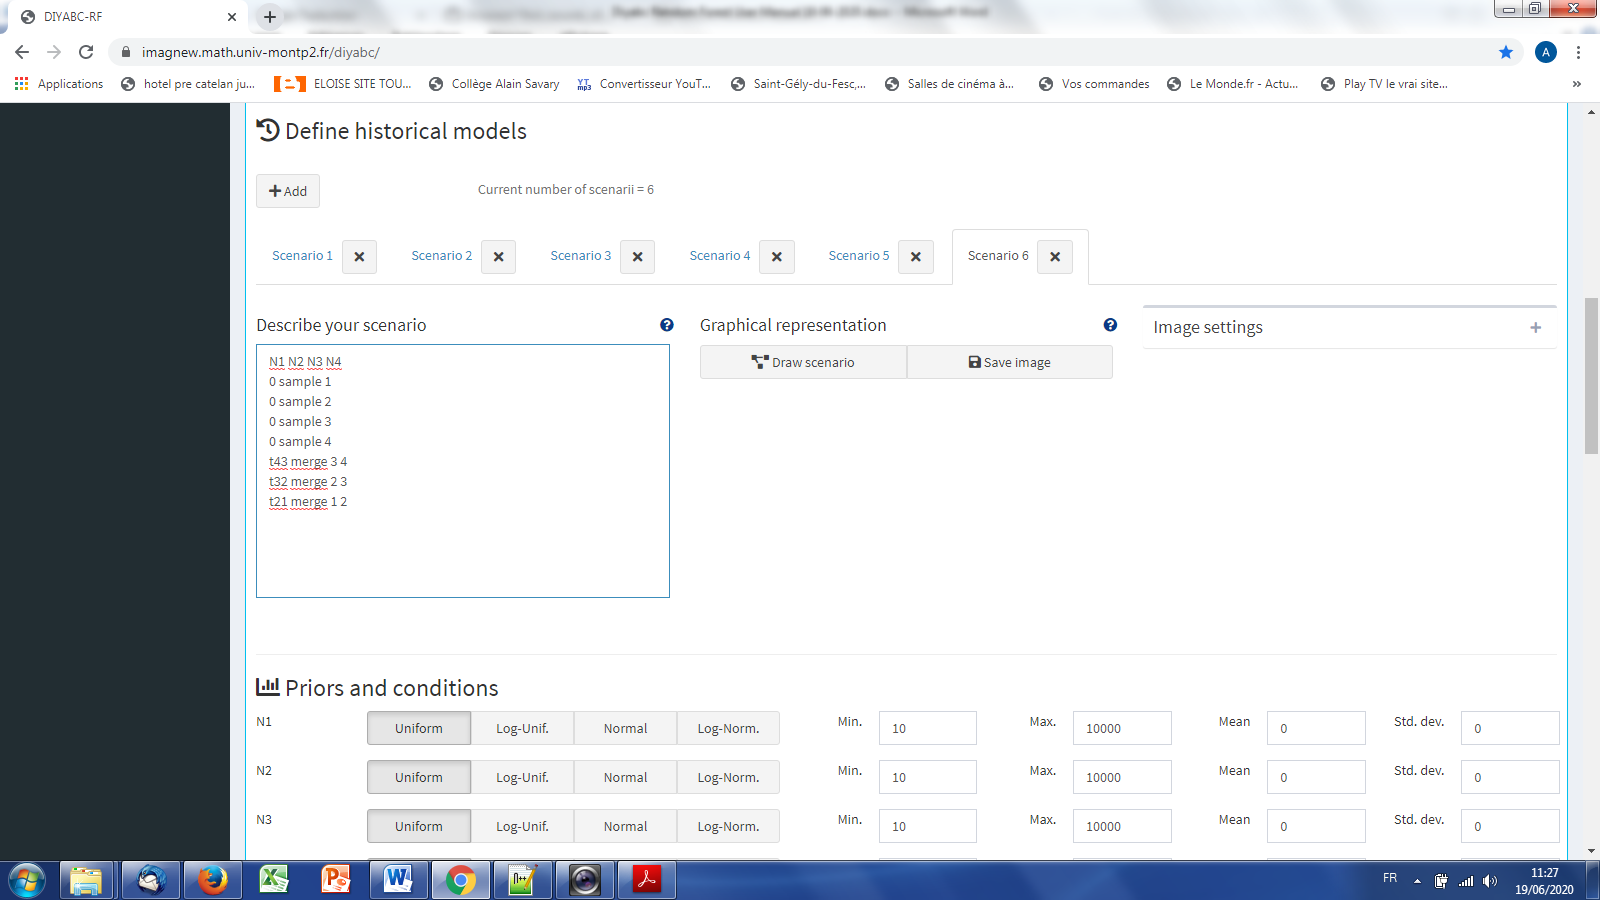 DIYABC-RF
Microsoft Word
imagnew.math.univ-montp2.fr/diyabc/
A
Applications
hotel pre catelan ju...
ELOISE SITE TOU...
Collège Alain Savary
YT mp3
Convertisseur YouT...
Saint-Gély-du-Fesc,...
Salles de cinéma à...
Vos commandes
Le Monde.fr - Actu...
Play TV le vrai site...
»
Define historical models
Add
Current number of scenarii = 6
Scenario 1
Scenario 2
Scenario 3
Scenario 4
Scenario 5
Scenario 6
Describe your scenario
Graphical representation
Image settings
N1 N2 N3 N4
0 sample 1
0 sample 2
0 sample 3
0 sample 4
t43 merge 3 4
t32 merge 2 3
t21 merge 1 2
Draw scenario
Save image
Priors and conditions
N1 Uniform Log-Unif. Normal Log-Norm. Min. 10 Max. 10000 Mean 0 Std. dev. 0
N2 Uniform Log-Unif. Normal Log-Norm. Min. 10 Max. 10000 Mean 0 Std. dev. 0
N3 Uniform Log-Unif. Normal Log-Norm. Min. 10 Max. 10000 Mean 0 Std. dev. 0
FR
11:27
19/06/2020